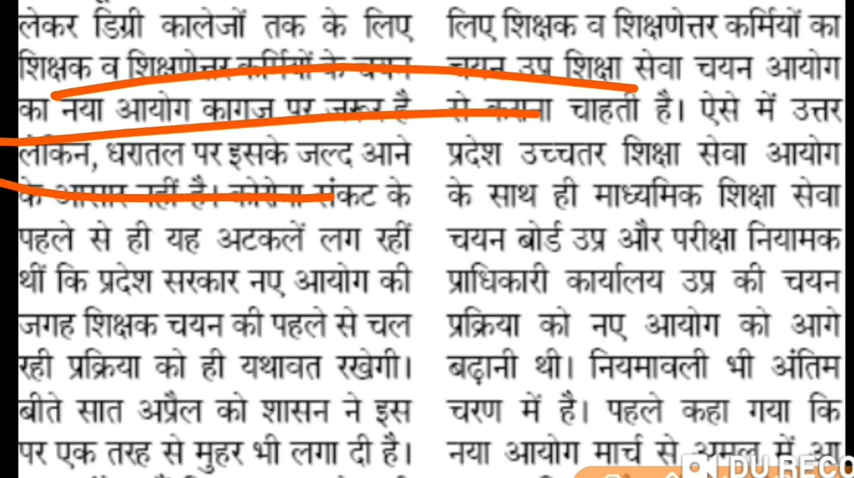 लेकर डिग्री कालेजों तक के लिए
शिक्षक व शिक्षणेत्तर कर्मियों के चयन
का नया आयोग कागज पर जरूर है
लेकिन, धरातल पर इसके जल्द आने
के आसार नहीं है। कोरोना संकट के
पहले से ही यह अटकलें लग रहीं
थीं कि प्रदेश सरकार नए आयोग की
जगह शिक्षक चयन की पहले से चल
रही प्रक्रिया को ही यथावत रखेगी।
बीते सात अप्रैल को शासन ने इस
पर एक तरह से मुहर भी लगा दी है।
लिए शिक्षक व शिक्षणेत्तर कर्मियों का
चयन उप्र शिक्षा सेवा चयन आयोग
से कराना चाहती है। ऐसे में उत्तर
प्रदेश उच्चतर शिक्षा सेवा आयोग
के साथ ही माध्यमिक शिक्षा सेवा
चयन बोर्ड उप्र और परीक्षा नियामक
प्राधिकारी कार्यालय उप्र की चयन
प्रक्रिया को नए आयोग को आगे
बढ़ानी थी। नियमावली भी अंतिम
चरण में है। पहले कहा गया कि
नया आयोग मार्च से अमल में आ
DU RECO